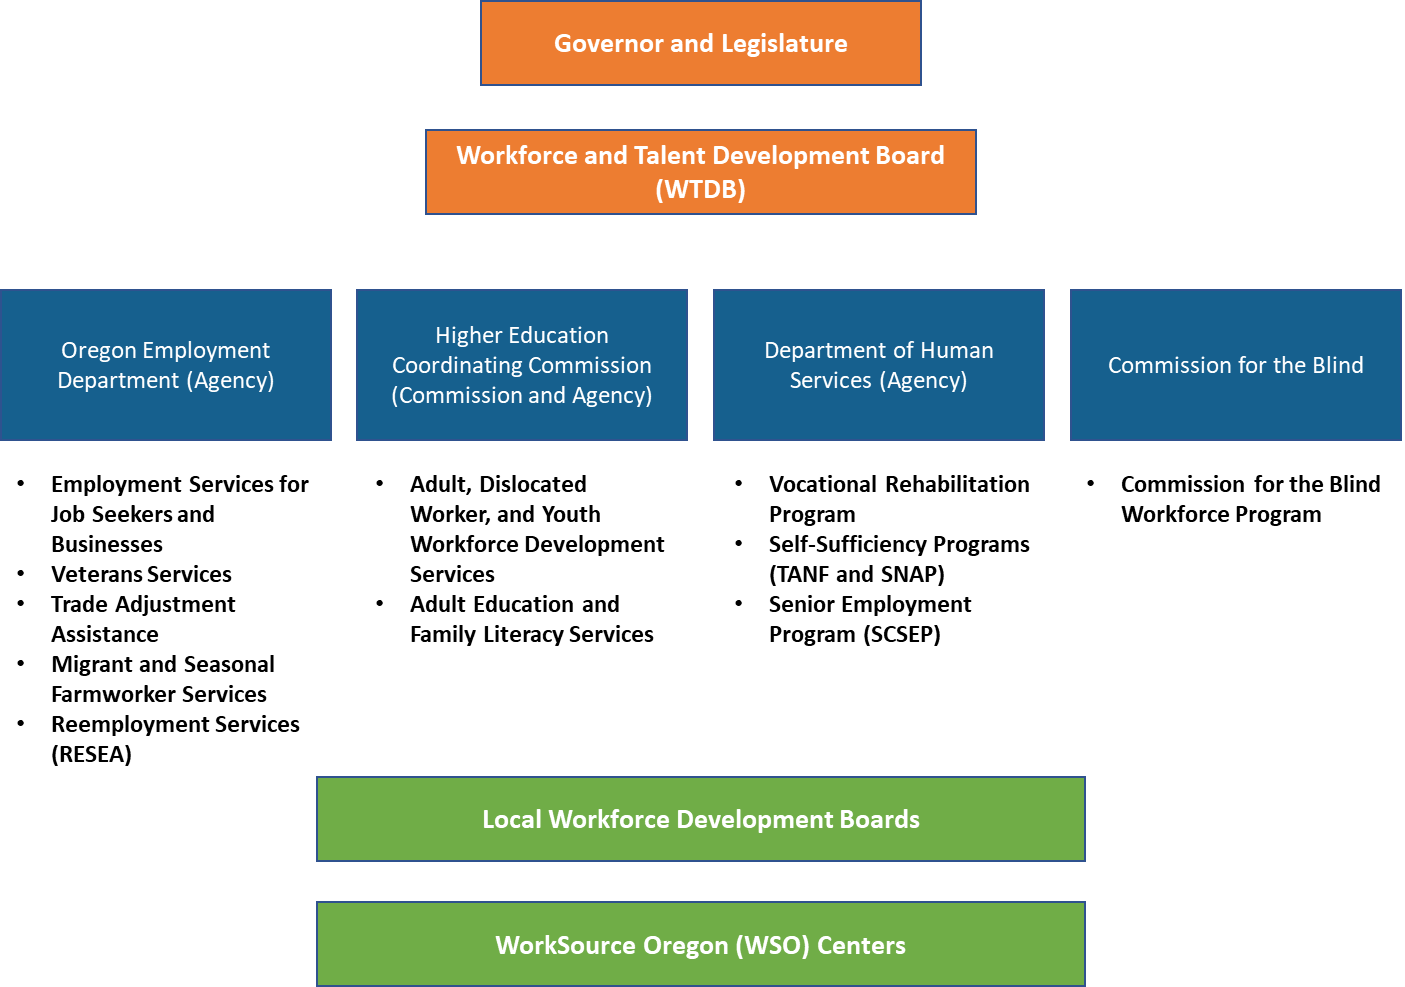 Governor and Legislature
Workforce and Talent Development Board
(WTDB)
Oregon Employment
Department (Agency)
Higher Education
Coordinating Commission
(Commission and Agency)
Department of Human
Services (Agency)
Commission for the Blind
• Employment Services for
Job Seekers and
Businesses
• Veterans Services
• Trade Adjustment
Assistance
• Migrant and Seasonal
Farmworker Services
• Reemployment Services
(RESEA)
• Adult, Dislocated
Worker, and Youth
Workforce Development
Services
• Adult Education and
Family Literacy Services
• Vocational Rehabilitation
Program
• Self-Sufficiency Programs
(TANF and SNAP)
• Senior Employment
Program (SCSEP)
• Commission for the Blind
Workforce Program
Local Workforce Development Boards
WorkSource Oregon (WSO) Centers